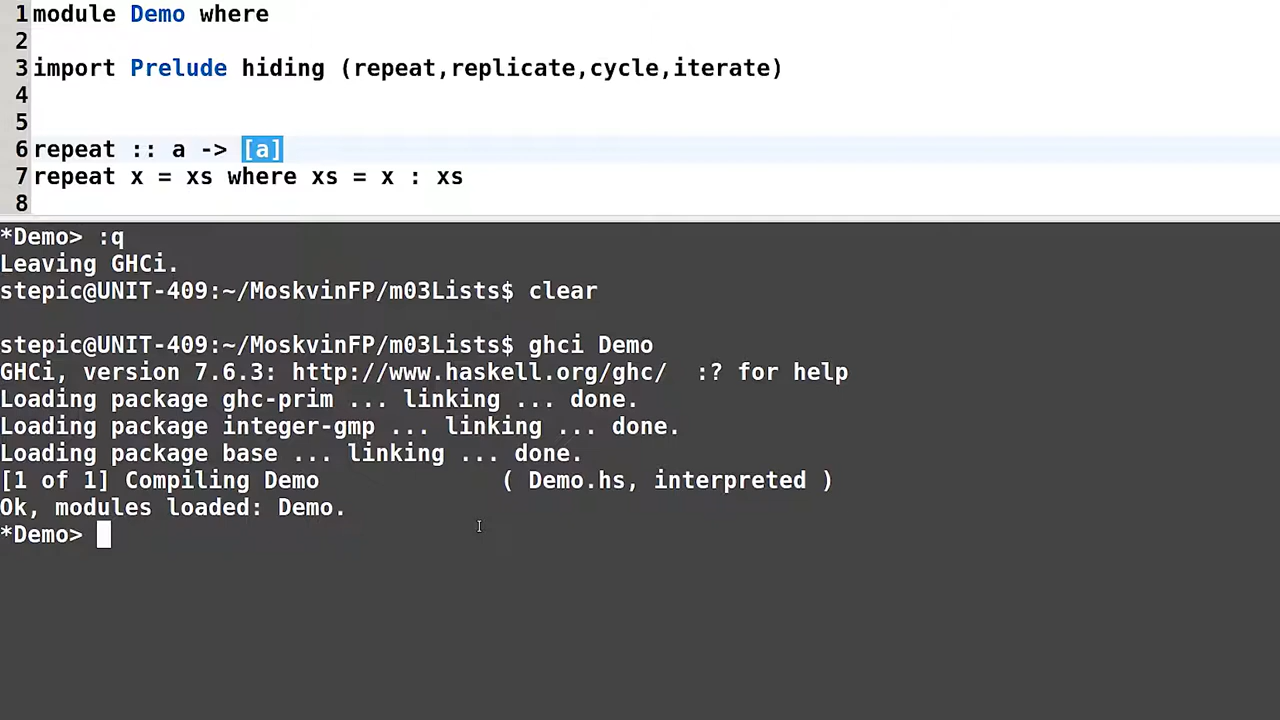 1 module Demo where
2
3 import Prelude hiding (repeat,replicate,cycle,iterate)
4
5
6 repeat :: a -> [a]
7 repeat x = xs where xs = x : xs
8
*Demo> :q
Leaving GHCi.
stepic@UNIT-409:~/MoskvinFP/m03Lists$ clear
stepic@UNIT-409:~/MoskvinFP/m03Lists$ ghci Demo
GHCi, version 7.6.3: http://www.haskell.org/ghc/  :? for help
Loading package ghc-prim ... linking ... done.
Loading package integer-gmp ... linking ... done.
Loading package base ... linking ... done.
[1 of 1] Compiling Demo             ( Demo.hs, interpreted )
Ok, modules loaded: Demo.
*Demo>